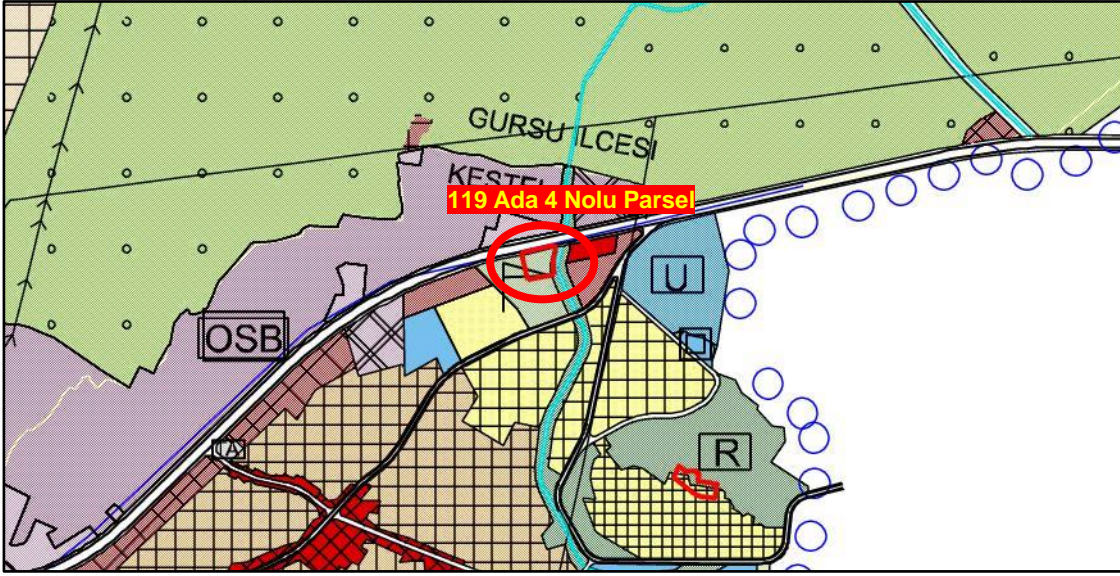 GURSU ILCESI
KESTEL
119 Ada 4 Nolu Parsel
U
OSB
R